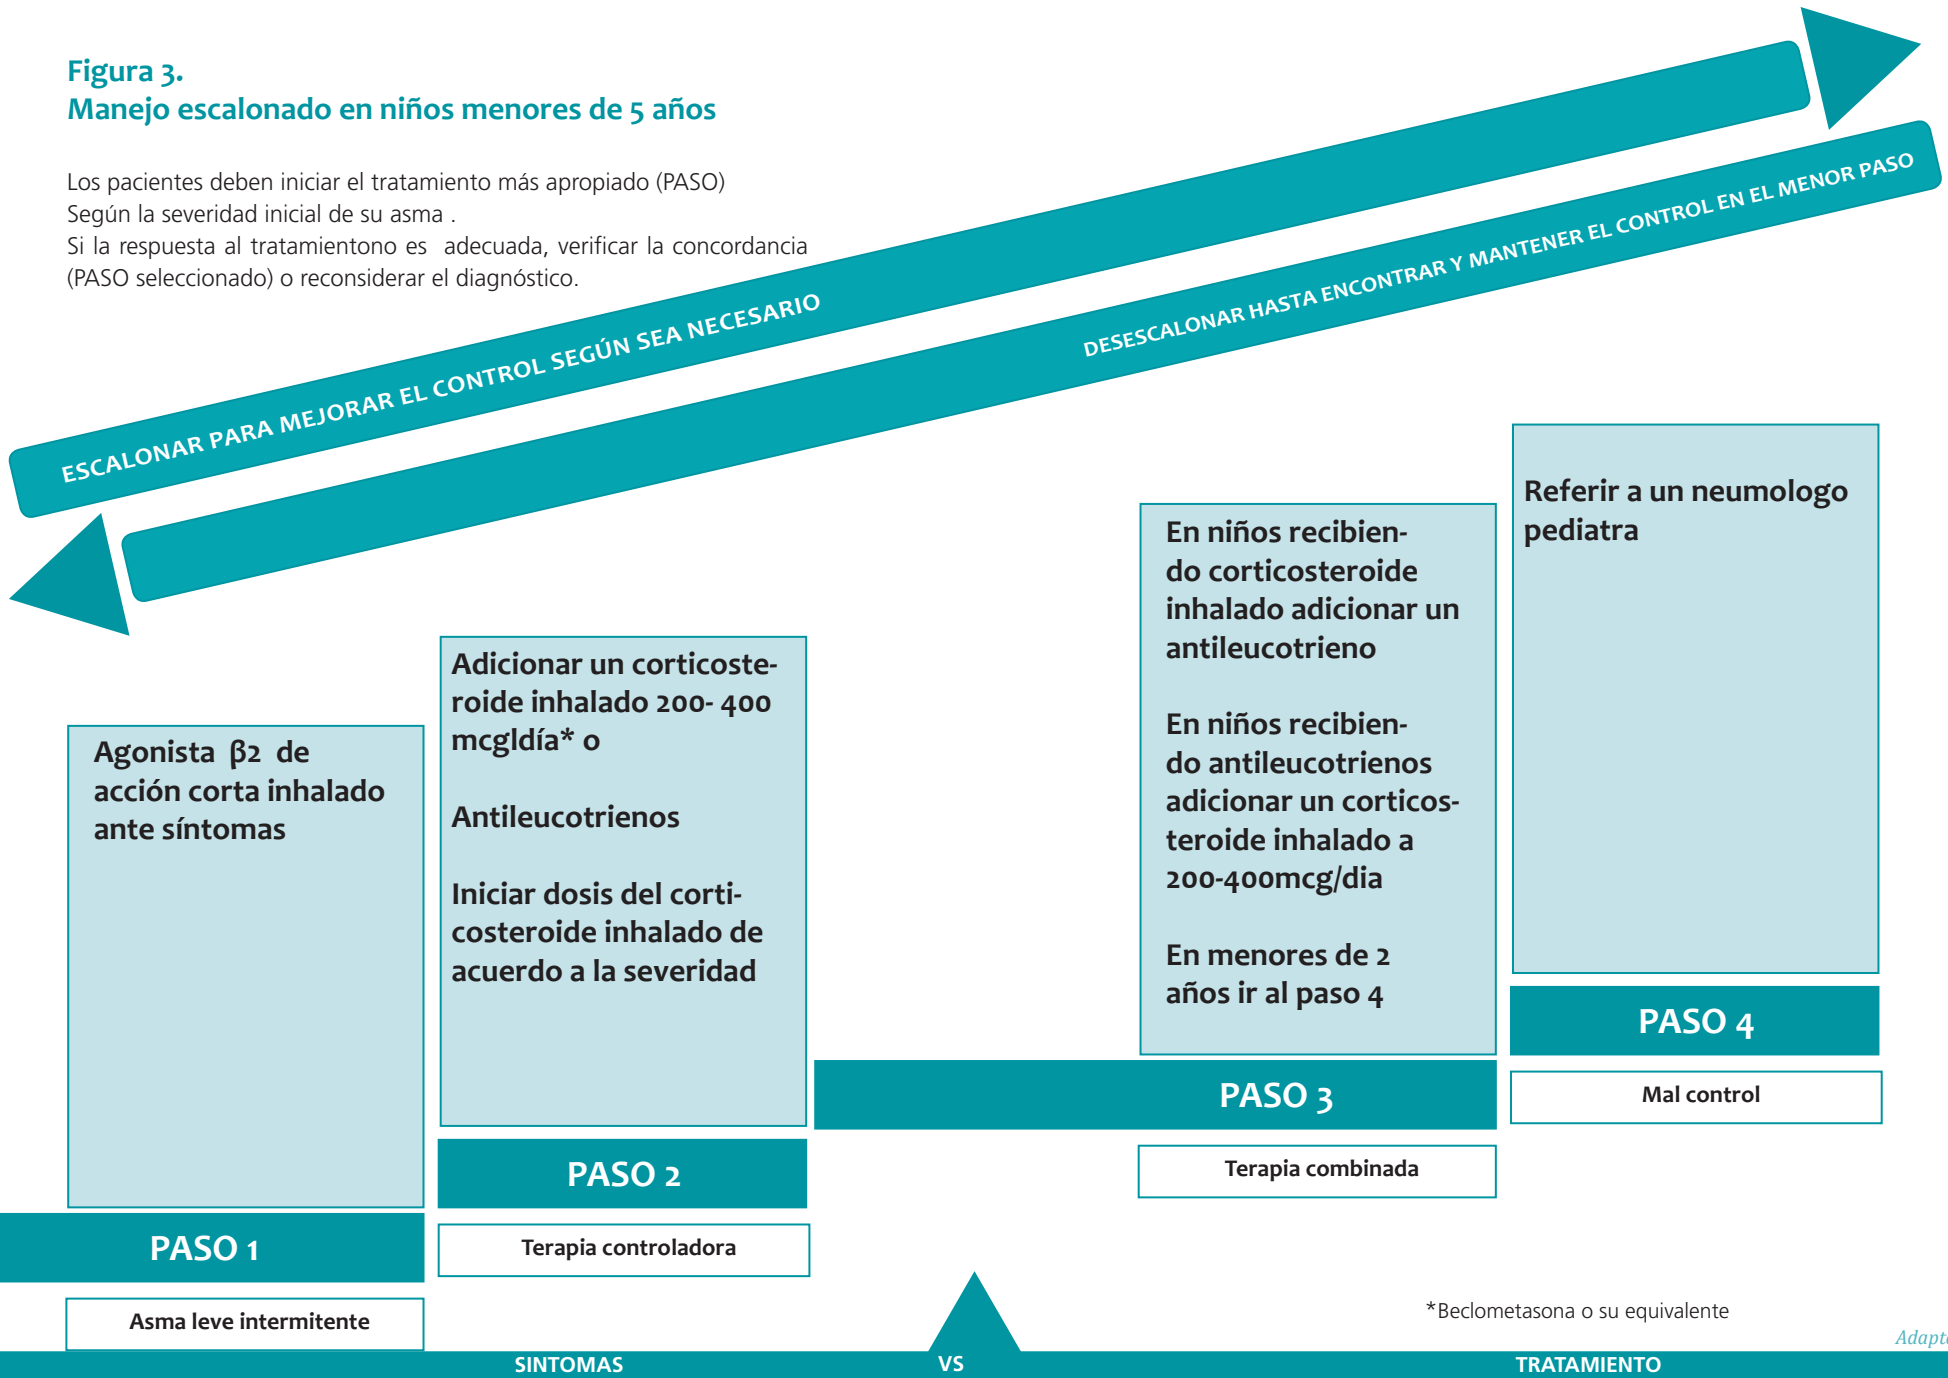 Figura 3.
Manejo escalonado en niños menores de 5 años
Los pacientes deben iniciar el tratamiento más apropiado (PASO)
Según la severidad inicial de su asma .
Si la respuesta al tratamientono es adecuada, verificar la concordancia
(PASO seleccionado) o reconsiderar el diagnóstico.
ESCALONAR PARA MEJORAR EL CONTROL SEGÚN SEA NECESARIO
DESESCALONAR HASTA ENCONTRAR Y MANTENER EL CONTROL EN EL MENOR PASO
Agonista β2 de
acción corta inhalado
ante síntomas
PASO 1
Asma leve intermitente
Adicionar un corticoste-
roide inhalado 200- 400
mcgldía* o
Antileucotrienos
Iniciar dosis del corti-
costeroide inhalado de
acuerdo a la severidad
PASO 2
Terapia controladora
En niños recibien-
do corticosteroide
inhalado adicionar un
antileucotrieno
En niños recibien-
do antileucotrienos
adicionar un corticos-
teroide inhalado a
200-400mcg/dia
En menores de 2
años ir al paso 4
PASO 3
Terapia combinada
Referir a un neumologo
pediatra
PASO 4
Mal control
*Beclometasona o su equivalente
SINTOMAS VS TRATAMIENTO